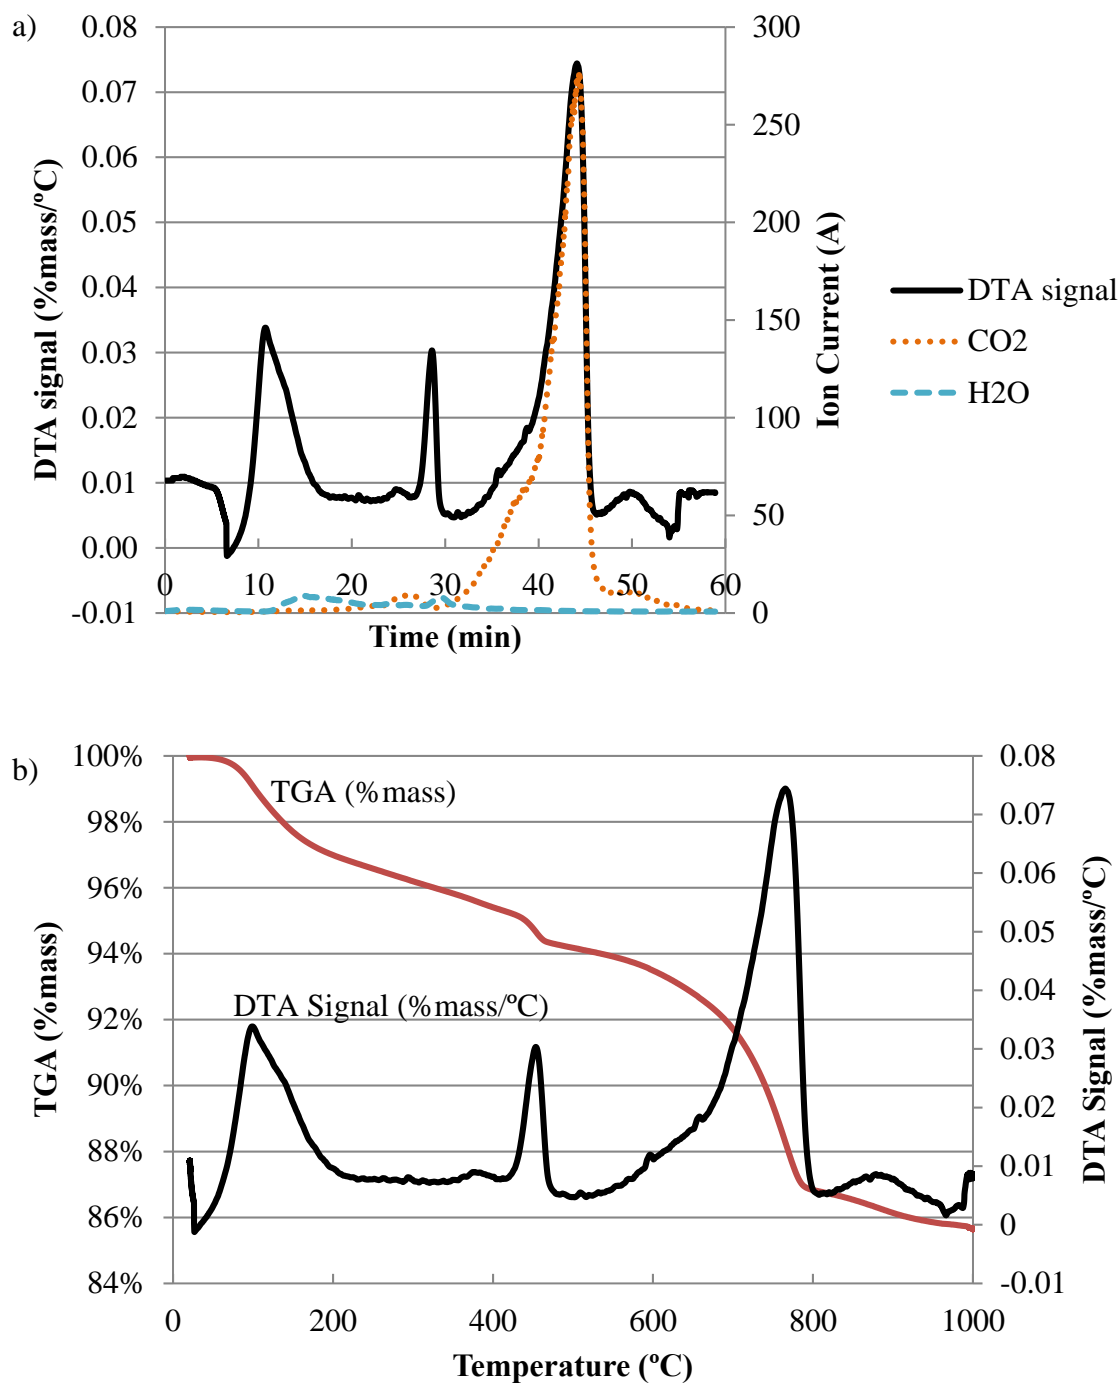 a)
DTA signal (%mass/ºC)
0.08
0.07
0.06
0.05
0.04
0.03
0.02
0.01
0.00
-0.01
0 10 20 30 40 50 60
Time (min)
300
250
200
150
100
50
0
Ion Current (A)
DTA signal
CO2
H2O
b)
TGA (%mass)
100%
98%
96%
94%
92%
90%
88%
86%
84%
TGA (%mass)
DTA Signal (%mass/ºC)
0 200 400 600 800 1000
Temperature (ºC)
0.08
0.07
0.06
0.05
0.04
0.03
0.02
0.01
0
-0.01
DTA Signal (%mass/ºC)